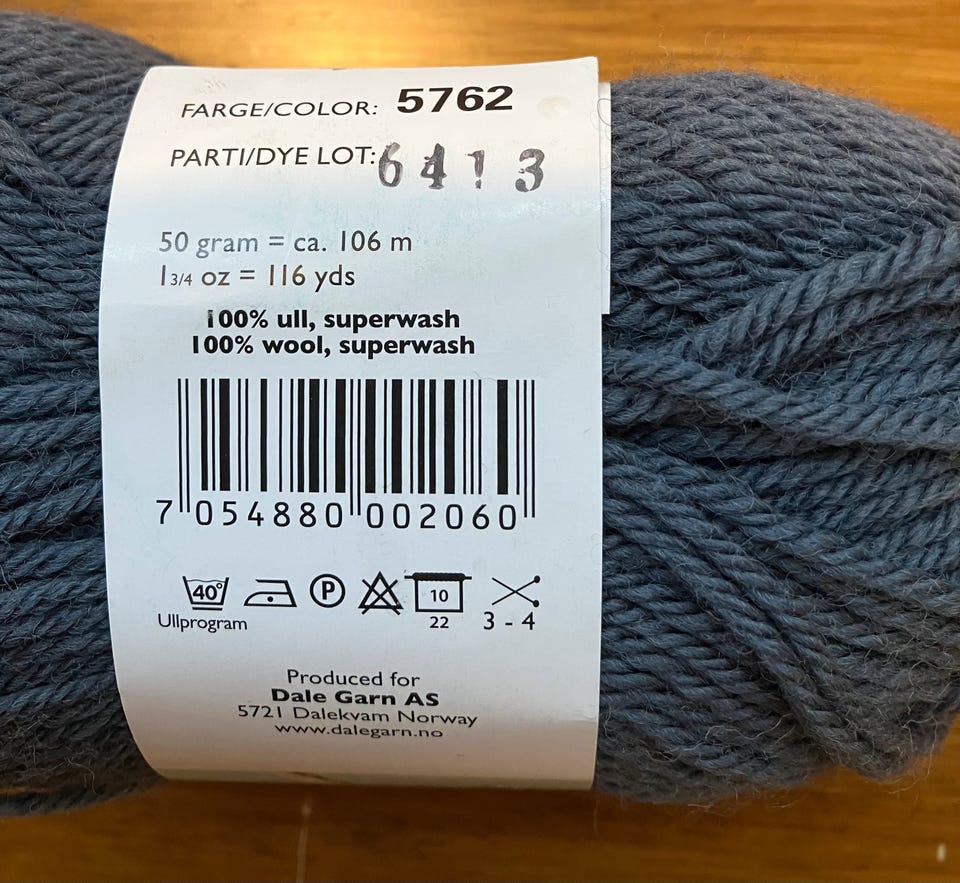 FARGE/COLOR: 5762
PARTI/DYE LOT: 6413
50 gram = ca. 106 m
1 3/4 oz = 116 yds
100% ull, superwash
100% wool, superwash
7 054880 002060
40° P 10
Ullprogram 22 3 - 4
Produced for
Dale Garn AS
5721 Dalekvam Norway
www.dalegarn.no